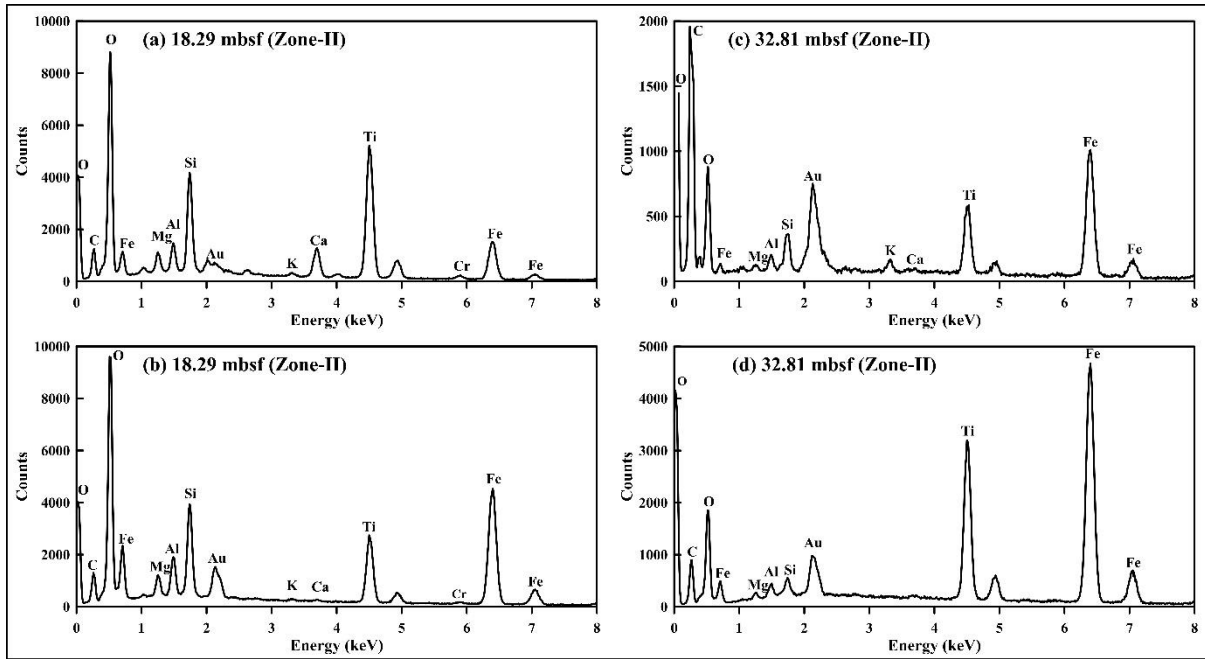 (a) 18.29 mbsf (Zone-II)
10000
8000
6000
4000
2000
0
Counts
O
C
O
Fe
Mg
Al
Si
Au
K
Ca
Ti
Cr
Fe
Fe
0 1 2 3 4 5 6 7 8
Energy (keV)
(c) 32.81 mbsf (Zone-II)
2000
1500
1000
500
0
Counts
O
C
O
Fe
Mg
Al
Si
Au
K
Ca
Ti
Fe
Fe
0 1 2 3 4 5 6 7 8
Energy (keV)
(b) 18.29 mbsf (Zone-II)
10000
8000
6000
4000
2000
0
Counts
O
C
O
Fe
Mg
Al
Si
Au
K
Ca
Ti
Cr
Fe
Fe
0 1 2 3 4 5 6 7 8
Energy (keV)
(d) 32.81 mbsf (Zone-II)
5000
4000
3000
2000
1000
0
Counts
O
C
O
Fe
Mg
Al
Si
Au
Ti
Fe
Fe
0 1 2 3 4 5 6 7 8
Energy (keV)